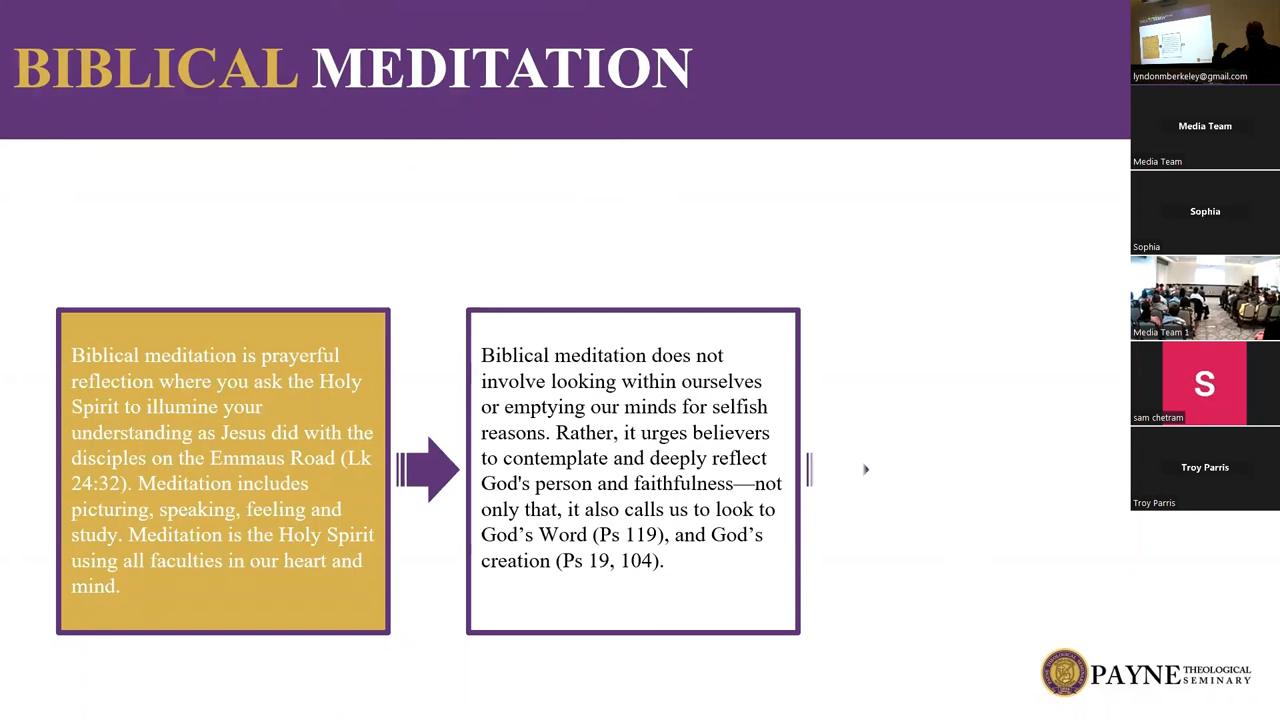 BIBLICAL MEDITATION
Biblical meditation is prayerful
reflection where you ask the Holy
Spirit to illumine your
understanding as Jesus did with the
disciples on the Emmaus Road (Lk
24:32). Meditation includes
picturing, speaking, feeling and
study. Meditation is the Holy Spirit
using all faculties in our heart and
mind.
Biblical meditation does not
involve looking within ourselves
or emptying our minds for selfish
reasons. Rather, it urges believers
to contemplate and deeply reflect
God's person and faithfulness—not
only that, it also calls us to look to
God’s Word (Ps 119), and God’s
creation (Ps 19, 104).
PAYNE THEOLOGICAL
SEMINARY
lyndonmberkeley@gmail.com
Media Team
Media Team
Sophia
Sophia
Media Team 1
S
sam chetram
Troy Parris
Troy Parris